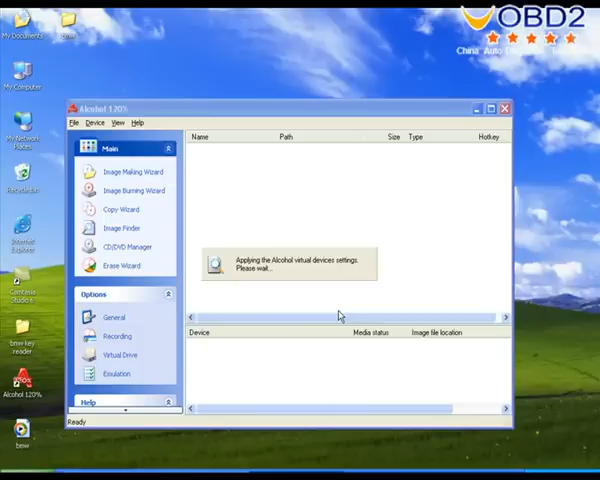 My Documents
bmw
OBD2
China Auto
My Computer
My Network
Places
Recycle Bin
Internet
Explorer
Camtasia
Studio 6
bmw key
reader
Alcohol 120%
bmw
Alcohol 120%
File Device View Help
Main
Image Making Wizard
Image Burning Wizard
Copy Wizard
Image Finder
CD/DVD Manager
Erase Wizard
Options
General
Recording
Virtual Drive
Emulation
Help
Name Path Size Type Hotkey
Applying the Alcohol virtual devices settings.
Please wait...
Device Media status Image file location
Ready